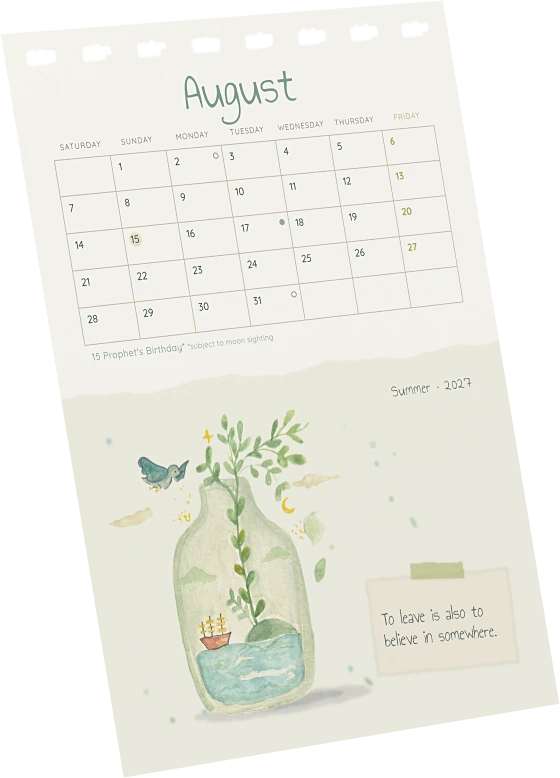 August
SATURDAY SUNDAY MONDAY TUESDAY WEDNESDAY THURSDAY FRIDAY
1 2 3 4 5 6
7 8 9 10 11 12 13
14 15 16 17 18 19 20
21 22 23 24 25 26 27
28 29 30 31
15 Prophet's Birthday* *subject to moon sighting
Summer · 2027
To leave is also to
believe in somewhere.